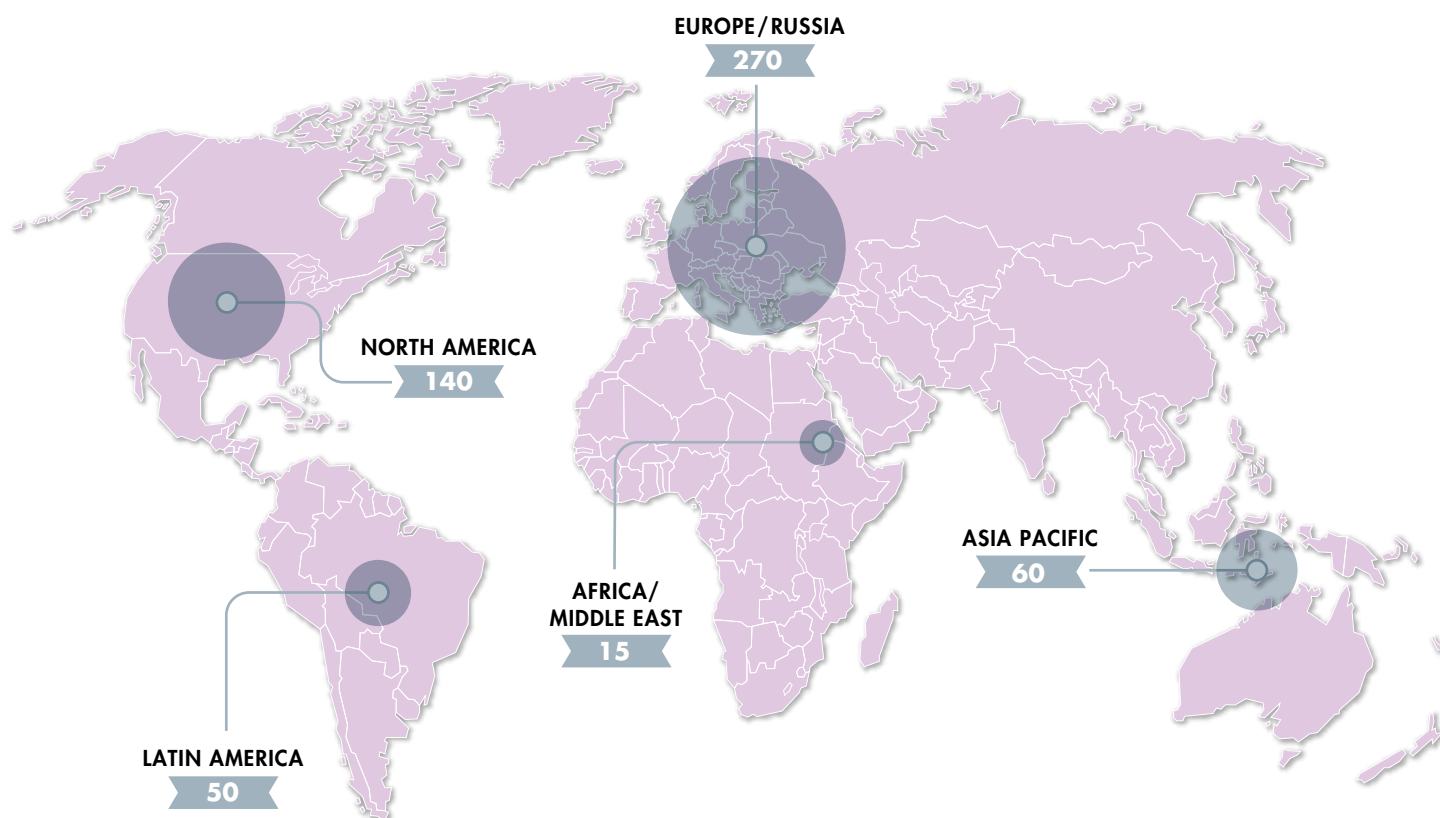 EUROPE/RUSSIA
270
NORTH AMERICA
140
ASIA PACIFIC
60
AFRICA/
MIDDLE EAST
15
LATIN AMERICA
50